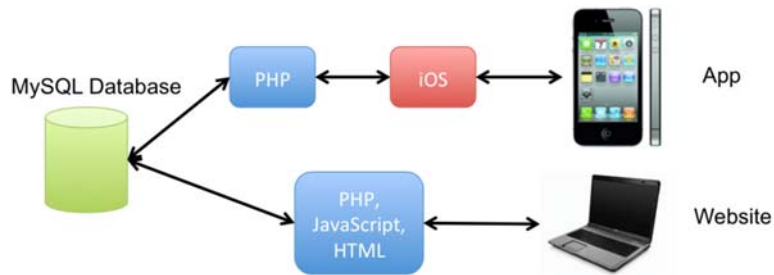 MySQL Database
PHP
iOS
App
PHP,
JavaScript,
HTML
Website